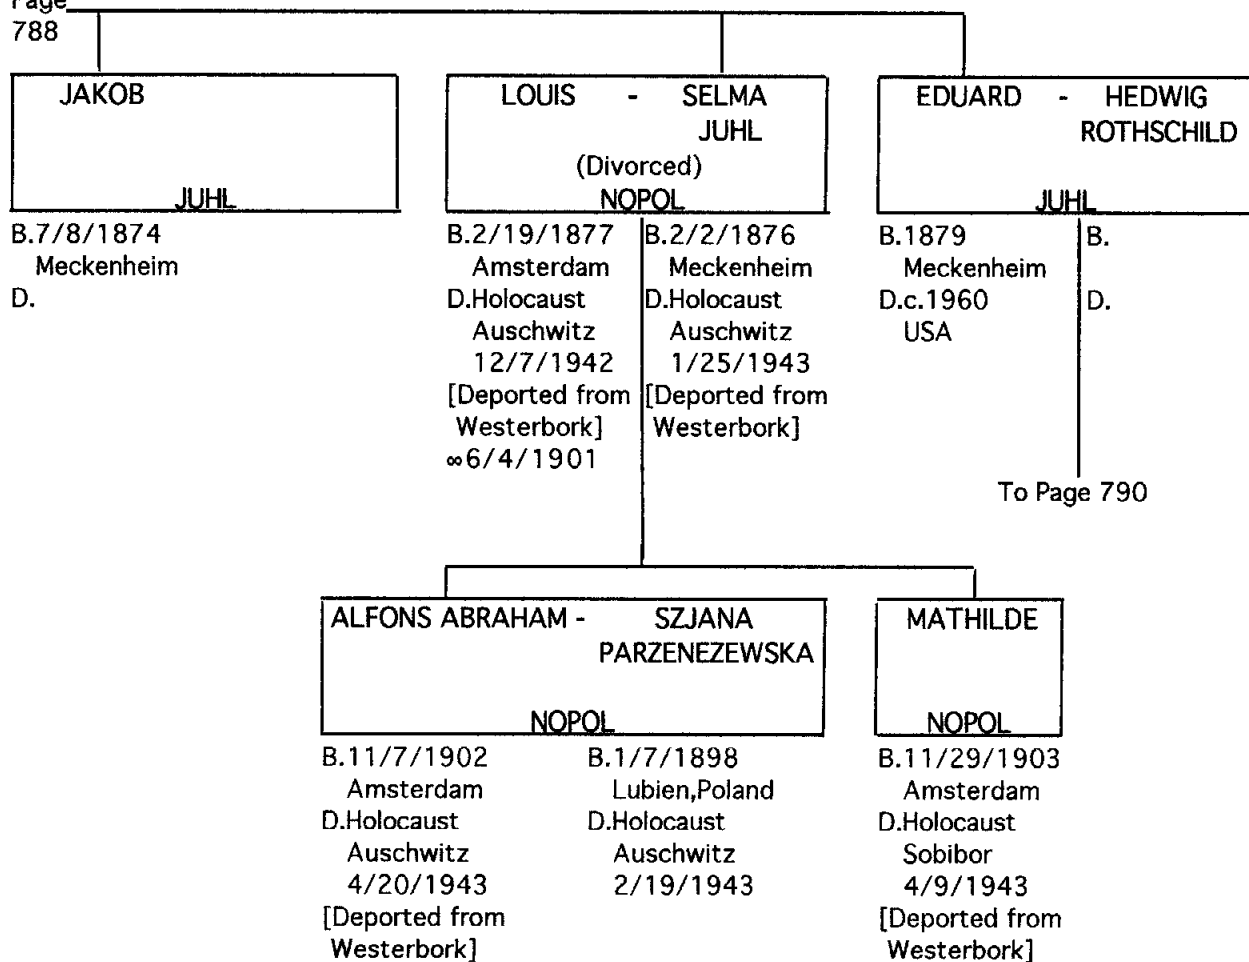 Page
788
JAKOB
JUHL
B.7/8/1874
Meckenheim
D.
LOUIS - SELMA
JUHL
(Divorced)
NOPOL
B.2/19/1877
Amsterdam
D.Holocaust
Auschwitz
12/7/1942
[Deported from
Westerbork]
∞6/4/1901
B.2/2/1876
Meckenheim
D.Holocaust
Auschwitz
1/25/1943
[Deported from
Westerbork]
EDUARD - HEDWIG
ROTHSCHILD
JUHL
B.1879
Meckenheim
D.c.1960
USA
B.
D.
To Page 790
ALFONS ABRAHAM - SZJANA
PARZENEZEWSKA
NOPOL
B.11/7/1902
Amsterdam
D.Holocaust
Auschwitz
4/20/1943
[Deported from
Westerbork]
B.1/7/1898
Lubien,Poland
D.Holocaust
Auschwitz
2/19/1943
MATHILDE
NOPOL
B.11/29/1903
Amsterdam
D.Holocaust
Sobibor
4/9/1943
[Deported from
Westerbork]